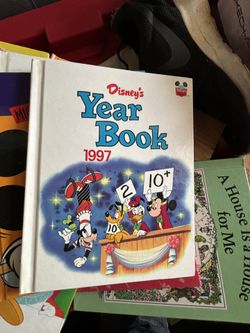 Disney's
Year
Book
1997
2
10+
10
A House Is a House
for Me